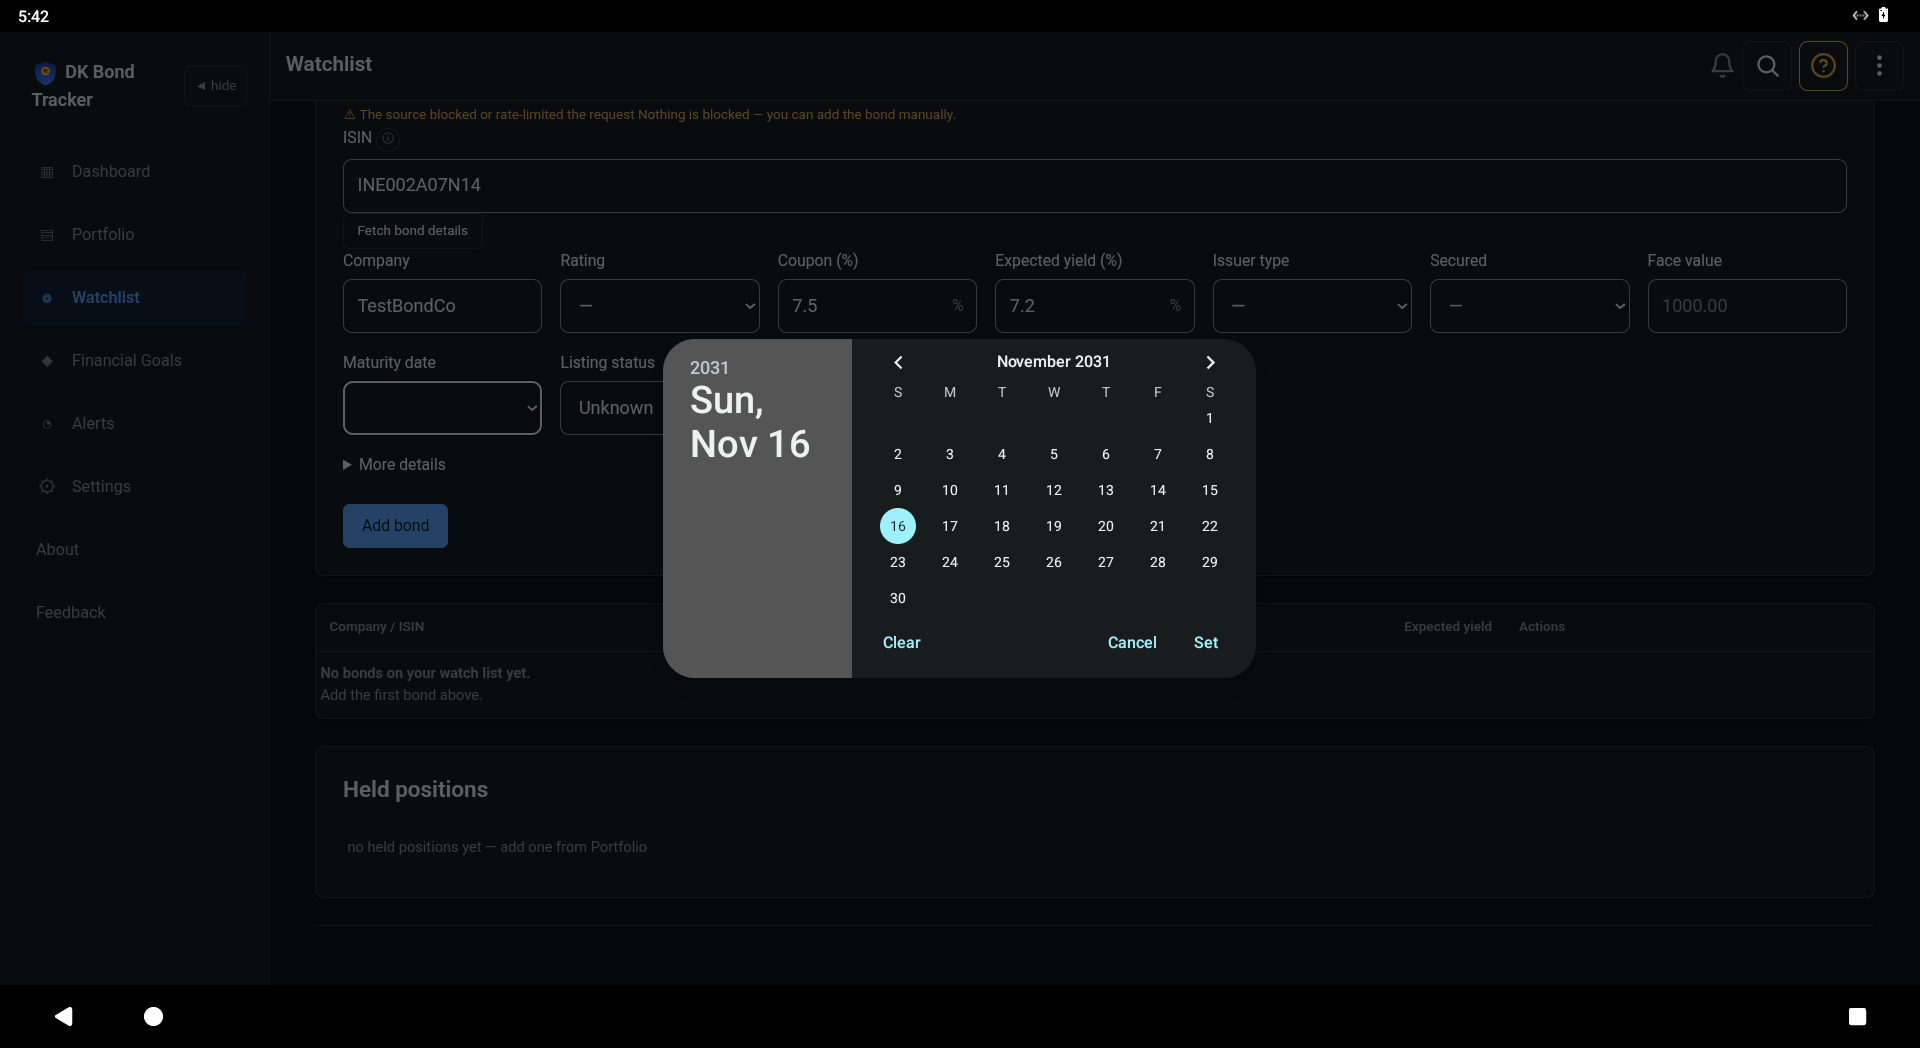 5:42
DK Bond Tracker
◄ hide
Watchlist
Dashboard
Portfolio
Watchlist
Financial Goals
Alerts
Settings
About
Feedback
⚠ The source blocked or rate-limited the request Nothing is blocked — you can add the bond manually.
ISIN
INE002A07N14
Fetch bond details
Company
Rating
Coupon (%)
Expected yield (%)
Issuer type
Secured
Face value
TestBondCo
—
7.5 %
7.2 %
—
—
1000.00
Maturity date
Listing status
Unknown
▶ More details
Add bond
2031
Sun,
Nov 16
November 2031
S M T W T F S
1
2 3 4 5 6 7 8
9 10 11 12 13 14 15
16 17 18 19 20 21 22
23 24 25 26 27 28 29
30
Clear
Cancel
Set
Company / ISIN
Expected yield
Actions
No bonds on your watch list yet.
Add the first bond above.
Held positions
no held positions yet — add one from Portfolio